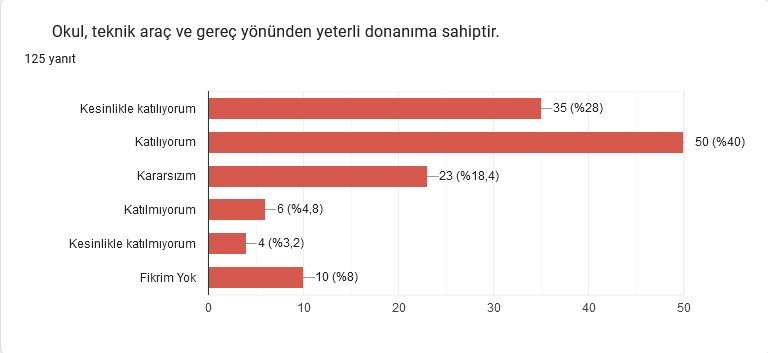 Okul, teknik araç ve gereç yönünden yeterli donanıma sahiptir.
125 yanıt
Kesinlikle katılıyorum 35 (%28)
Katılıyorum 50 (%40)
Kararsızım 23 (%18,4)
Katılmıyorum 6 (%4,8)
Kesinlikle katılmıyorum 4 (%3,2)
Fikrim Yok 10 (%8)
0 10 20 30 40 50